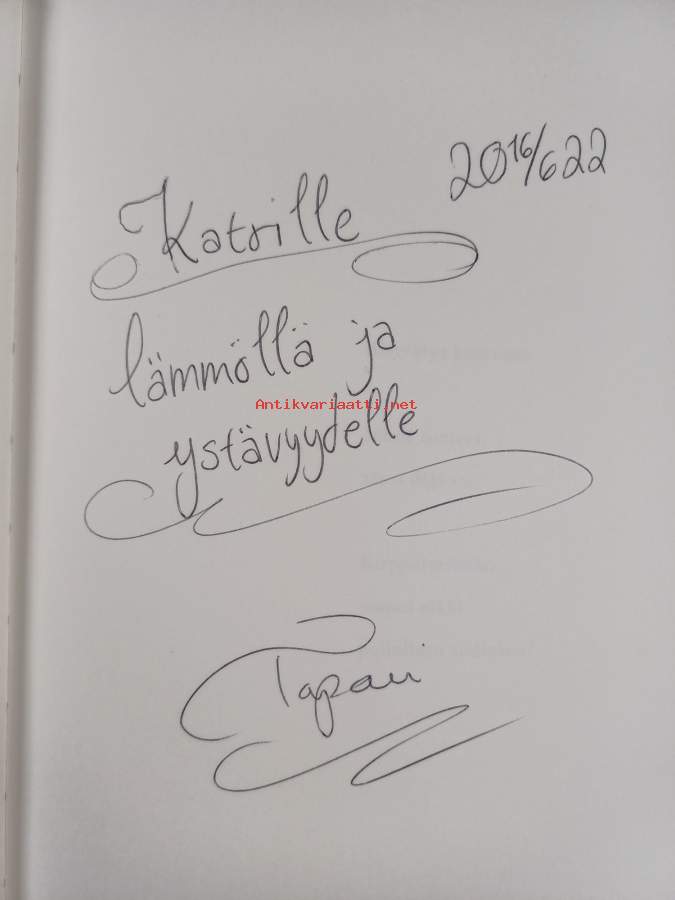 2016/622
Katrille
lämmöllä ja
Antikvariaatti.net
ystävyydelle
Tapani